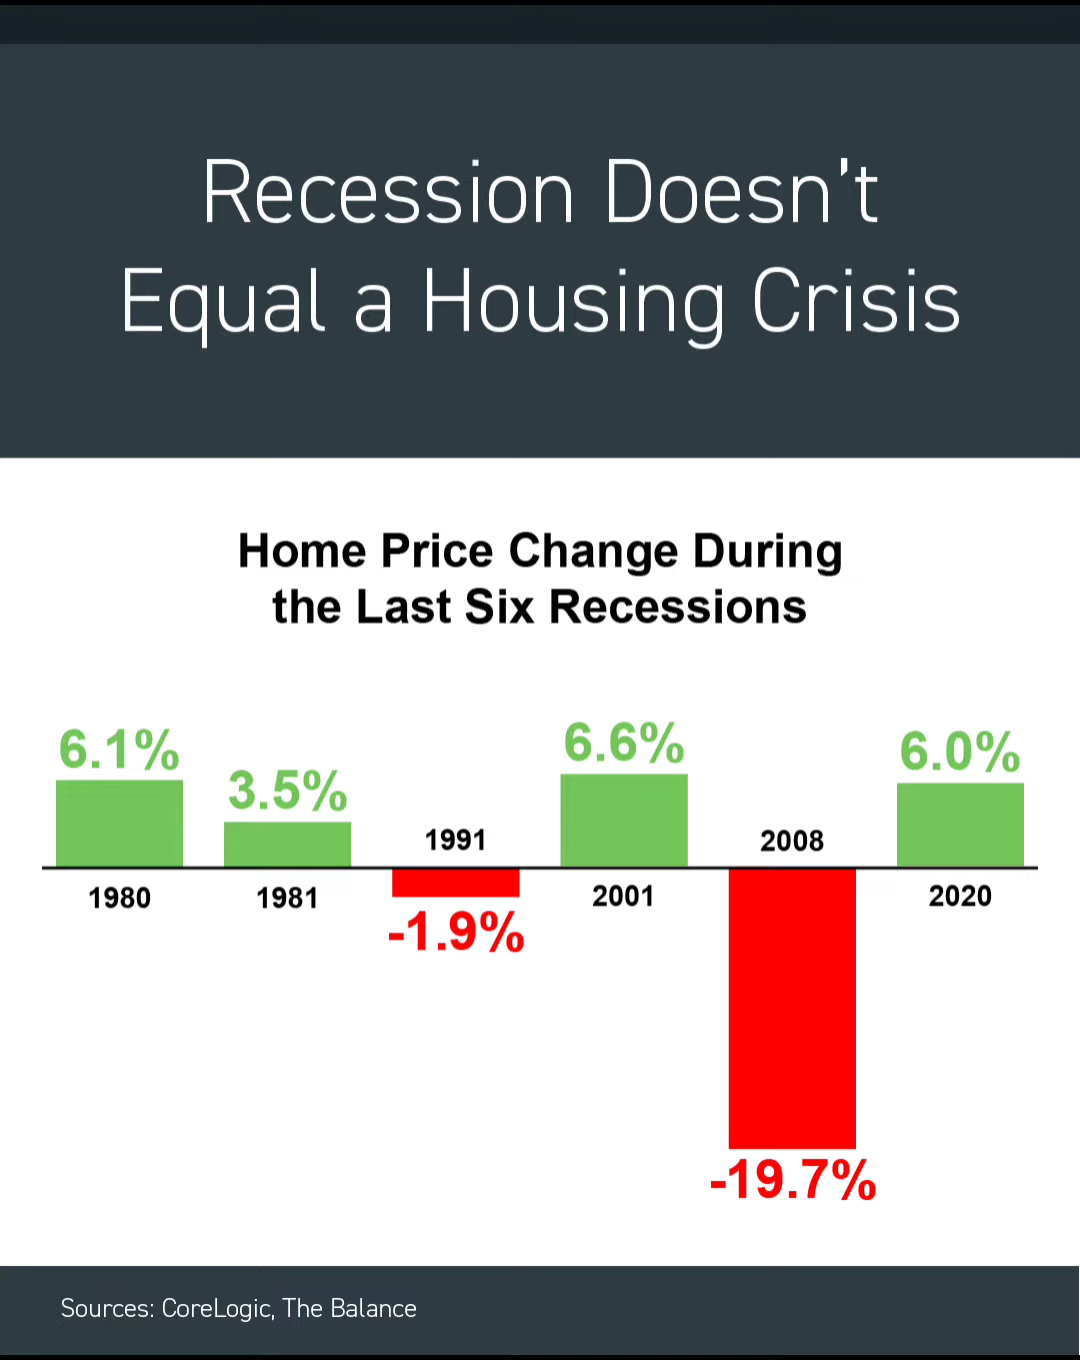 Recession Doesn't
Equal a Housing Crisis
Home Price Change During
the Last Six Recessions
6.1%
3.5%
6.6%
6.0%
1991
2008
1980
1981
2001
2020
-1.9%
-19.7%
Sources: CoreLogic, The Balance